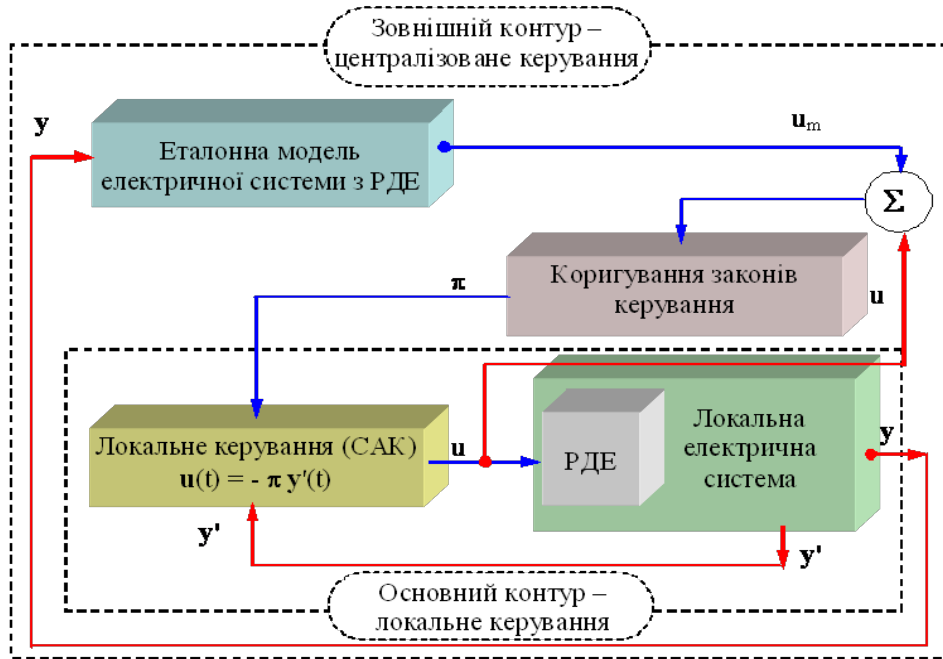 Зовнішній контур –
централізоване керування
y
u_m
Еталонна модель
електричної системи з РДЕ
Σ
Коригування законів
керування
π
u
Локальне керування (САК)
u(t) = - π y'(t)
u
РДЕ
Локальна
електрична
система
y
y'
y'
Основний контур –
локальне керування